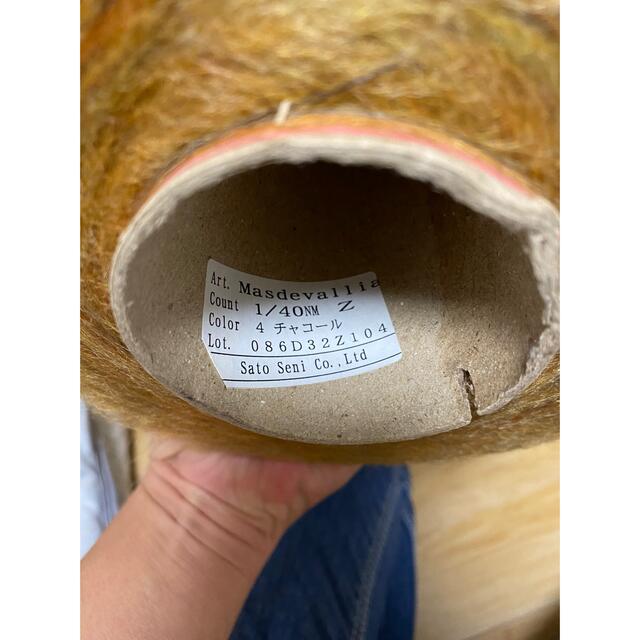 Art. Masdevallia
Count 1/40NM Z
Color 4 チャコール
Lot. 086D32Z104
Sato Seni Co.,Ltd